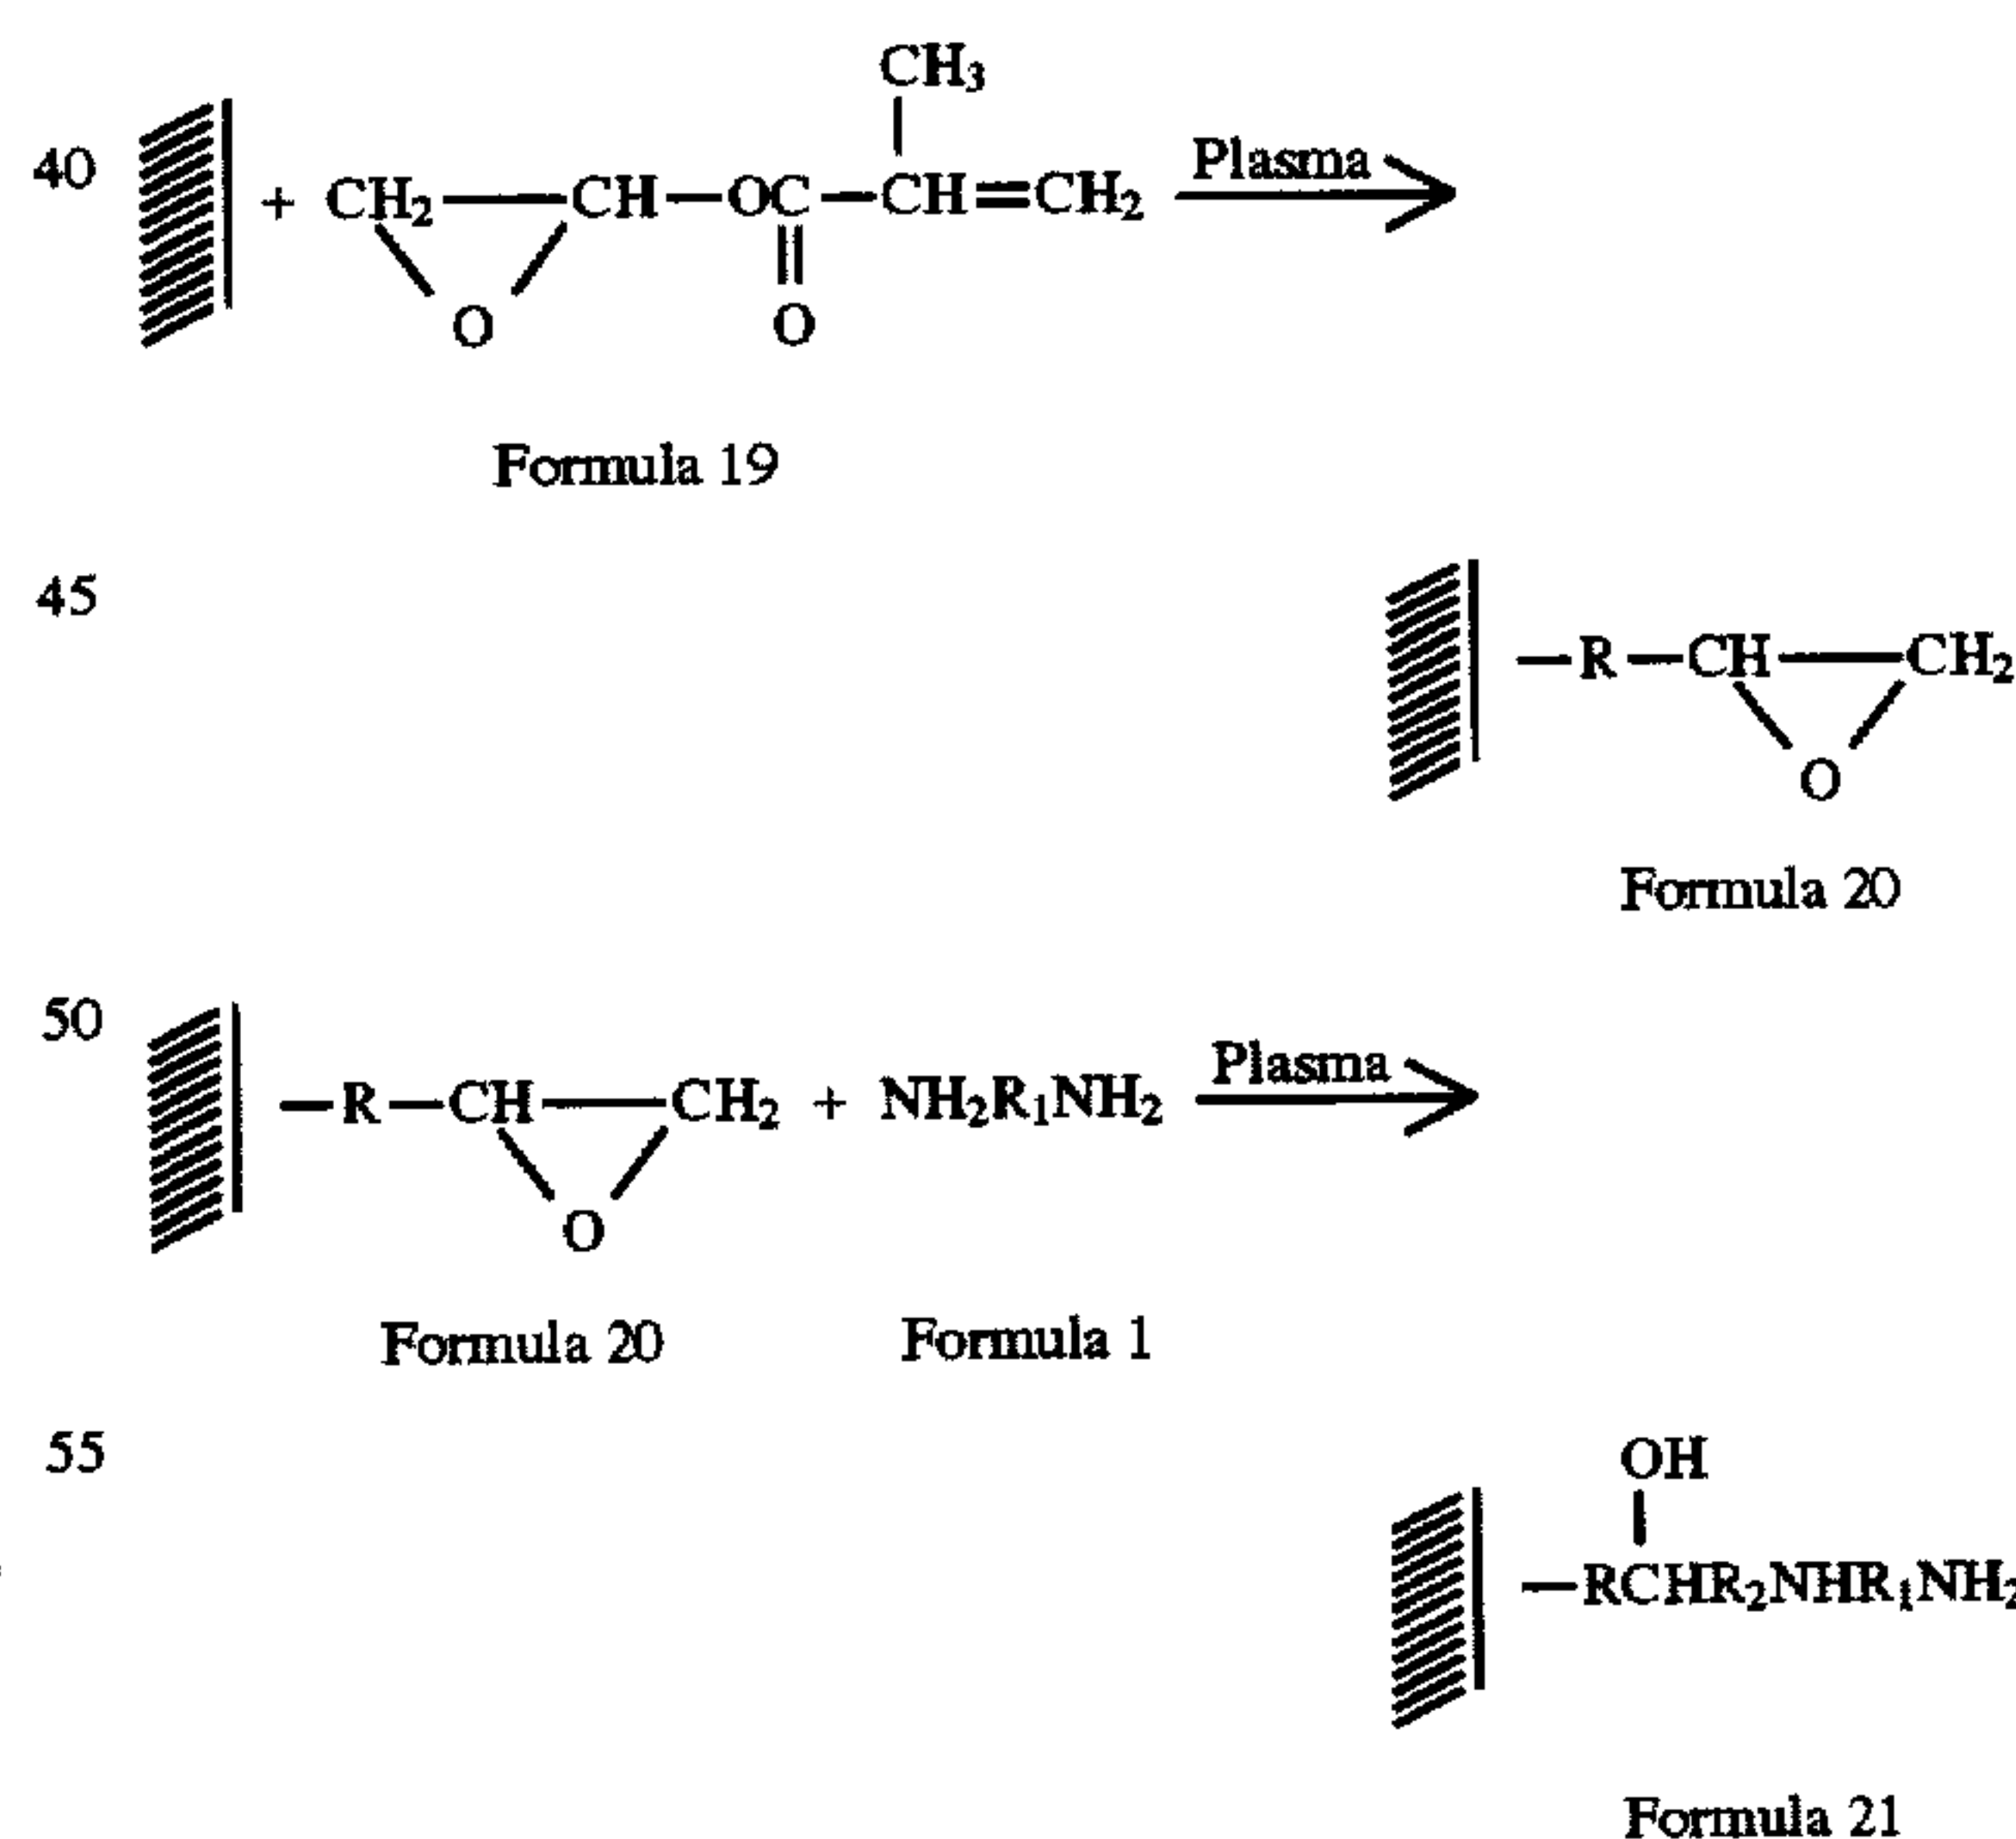 CH₃
40 + CH₂—CH—OC—CH=CH₂ Plasma
O O
Formula 19
45
—R—CH—CH₂
O
Formula 20
50 —R—CH—CH₂ + NH₂R₁NH₂ Plasma
O
Formula 20 Formula 1
55 OH
—RCHR₂NHR₁NH₂
Formula 21